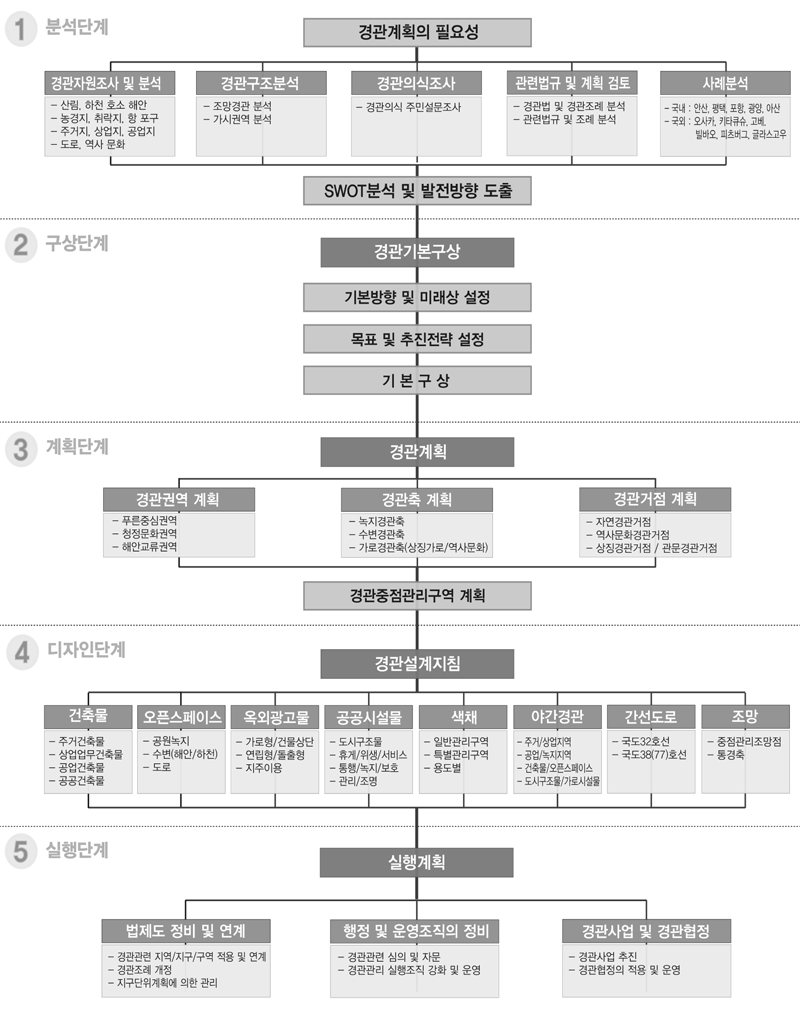 1 분석단계
경관계획의 필요성
경관자원조사 및 분석
- 산림, 하천 호소 해안
- 농경지, 취락지, 항 포구
- 주거지, 상업지, 공업지
- 도로, 역사 문화
경관구조분석
- 조망경관 분석
- 가시권역 분석
경관의식조사
- 경관의식 주민설문조사
관련법규 및 계획 검토
- 경관법 및 경관조례 분석
- 관련법규 및 조례 분석
사례분석
- 국내 : 안산, 평택, 포항, 광양, 아산
- 국외 : 오사카, 키타큐슈, 고베,
빌바오, 피츠버그, 글라스고우
SWOT분석 및 발전방향 도출
2 구상단계
경관기본구상
기본방향 및 미래상 설정
목표 및 추진전략 설정
기 본 구 상
3 계획단계
경관계획
경관권역 계획
- 푸른중심권역
- 청정문화권역
- 해안교류권역
경관축 계획
- 녹지경관축
- 수변경관축
- 가로경관축(상징가로/역사문화)
경관거점 계획
- 자연경관거점
- 역사문화경관거점
- 상징경관거점 / 관문경관거점
경관중점관리구역 계획
4 디자인단계
경관설계지침
건축물
- 주거건축물
- 상업업무건축물
- 공업건축물
- 공공건축물
오픈스페이스
- 공원녹지
- 수변(해안/하천)
- 도로
옥외광고물
- 가로형/건물상단
- 연립형/돌출형
- 지주이용
공공시설물
- 도시구조물
- 휴게/위생/서비스
- 통행/녹지/보호
- 관리/조명
색채
- 일반관리구역
- 특별관리구역
- 용도별
야간경관
- 주거/상업지역
- 공업/녹지지역
- 건축물/오픈스페이스
- 도시구조물/가로시설물
간선도로
- 국도32호선
- 국도38(77)호선
조망
- 중점관리조망점
- 통경축
5 실행단계
실행계획
법제도 정비 및 연계
- 경관관련 지역/지구/구역 적용 및 연계
- 경관조례 개정
- 지구단위계획에 의한 관리
행정 및 운영조직의 정비
- 경관관련 심의 및 자문
- 경관관리 실행조직 강화 및 운영
경관사업 및 경관협정
- 경관사업 추진
- 경관협정의 적용 및 운영